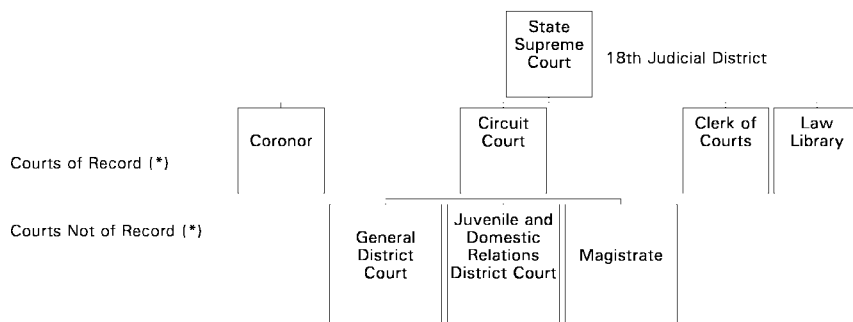 State
Supreme
Court
18th Judicial District
Coronor
Circuit
Court
Clerk of
Courts
Law
Library
Courts of Record (*)
Courts Not of Record (*)
General
District
Court
Juvenile and
Domestic
Relations
District Court
Magistrate